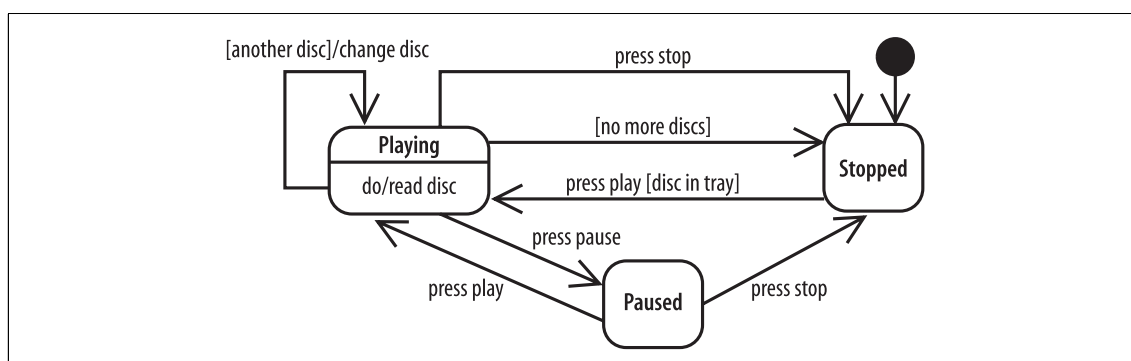 [another disc]/change disc
press stop
[no more discs]
Playing
Stopped
do/read disc
press play [disc in tray]
press pause
press play
Paused
press stop